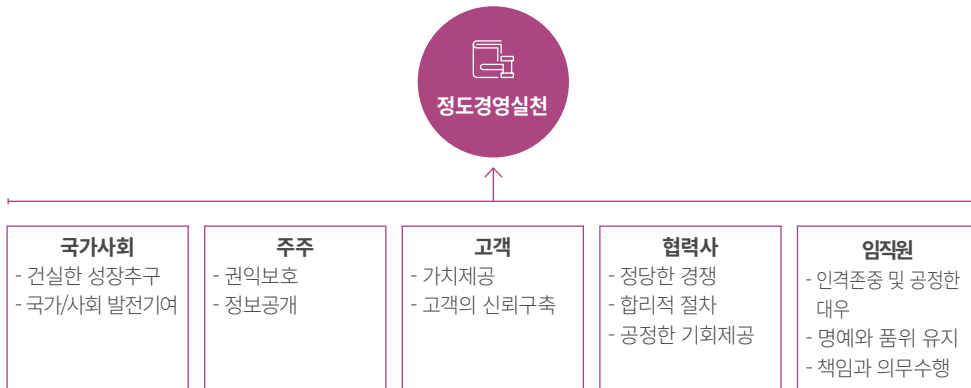 정도경영실천
국가사회
- 건실한 성장추구
- 국가/사회 발전기여
주주
- 권익보호
- 정보공개
고객
- 가치제공
- 고객의 신뢰구축
협력사
- 정당한 경쟁
- 합리적 절차
- 공정한 기회제공
임직원
- 인격존중 및 공정한
대우
- 명예와 품위 유지
- 책임과 의무수행